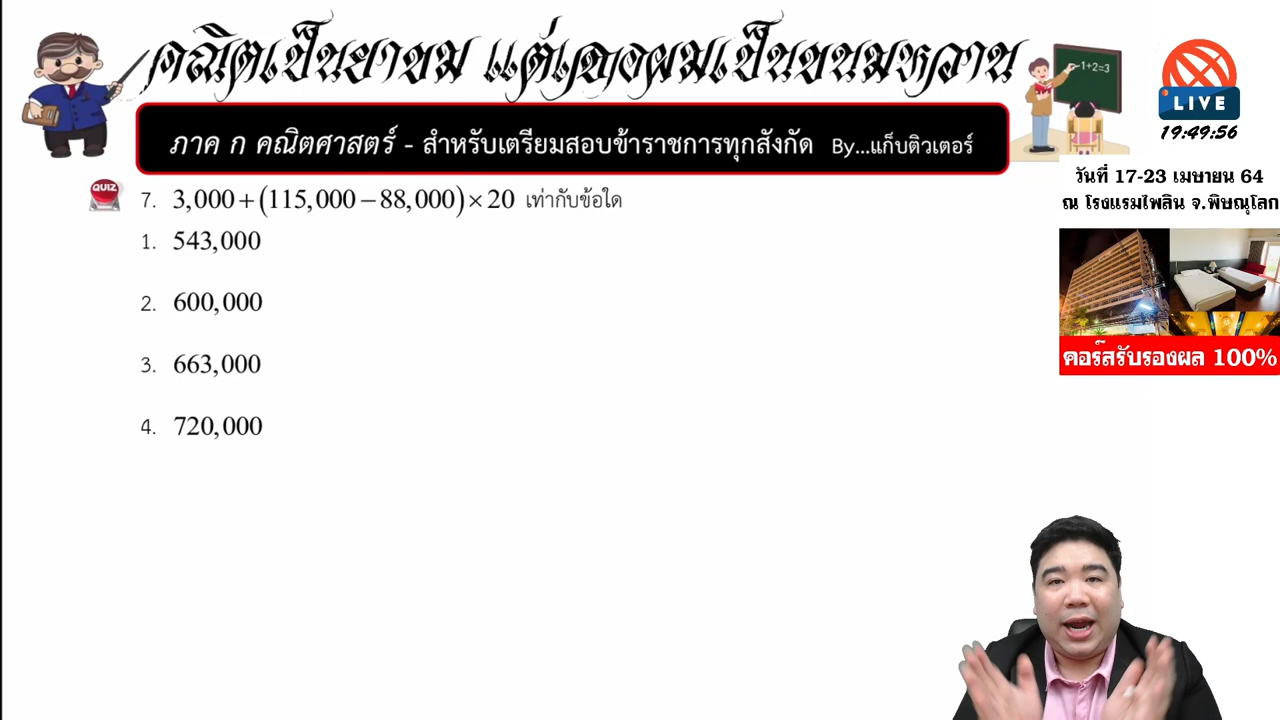 คณิตเป็นยาขม แต่เจอผมเป็นขนมหวาน
-1+2=3
LIVE
19:49:56
ภาค ก คณิตศาสตร์ - สำหรับเตรียมสอบข้าราชการทุกสังกัด By...แก็บติวเตอร์
วันที่ 17-23 เมษายน 64
ณ โรงแรมไพลิน จ.พิษณุโลก
คอร์สรับรองผล 100%
QUIZ
7. 3,000+(115,000−88,000)×20 เท่ากับข้อใด
1. 543,000
2. 600,000
3. 663,000
4. 720,000